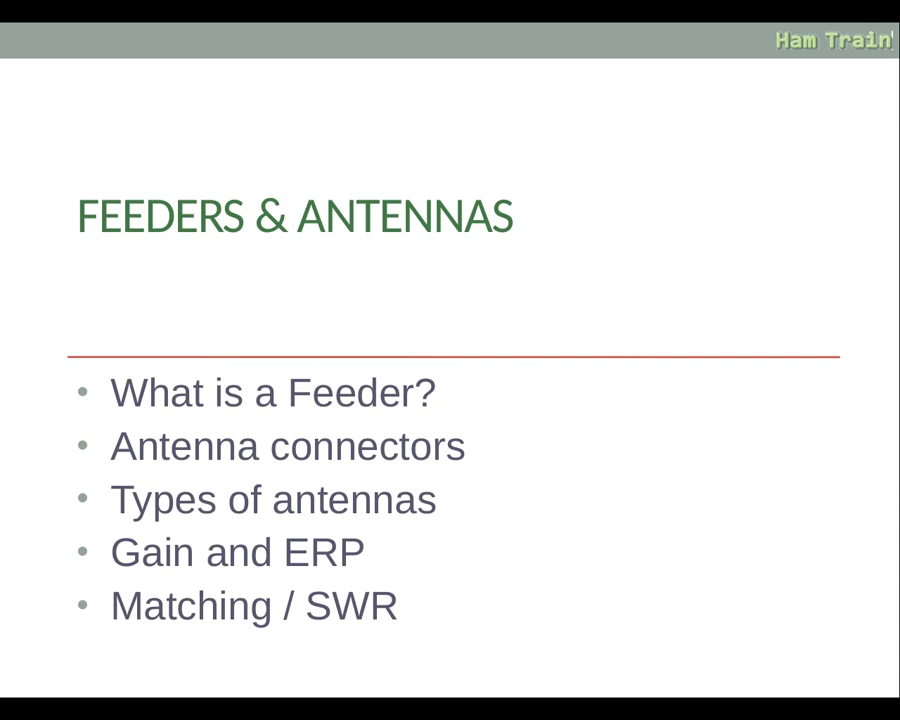 Ham Train
FEEDERS & ANTENNAS
• What is a Feeder?
• Antenna connectors
• Types of antennas
• Gain and ERP
• Matching / SWR